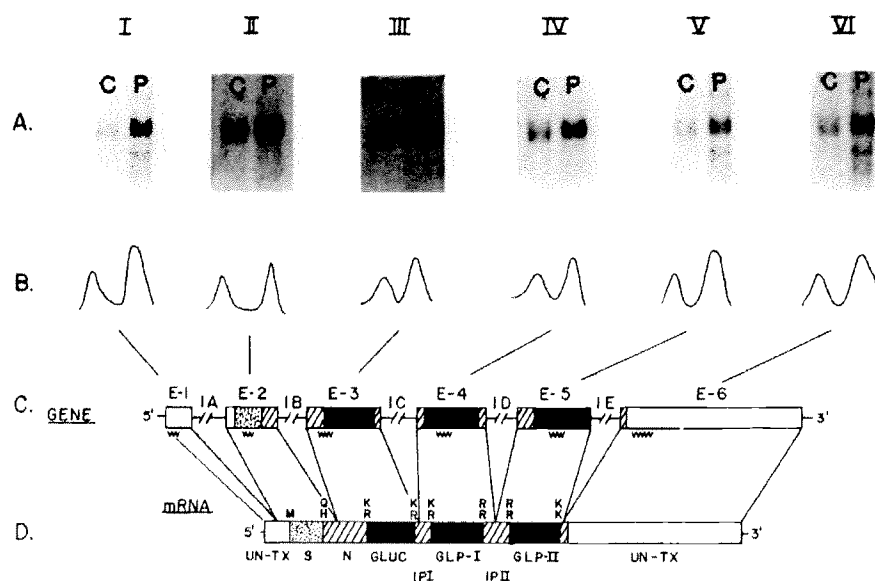 I II III IV V VI
C P C P C P C P C P
A.
B.
C. GENE 5' E-1 IA E-2 IB E-3 IC E-4 ID E-5 IE E-6 3'
mRNA
M Q K K K R R K
H R R R R R K
D. 5' 3'
UN-TX S N GLUC GLP-I GLP-II UN-TX
IPI IPII